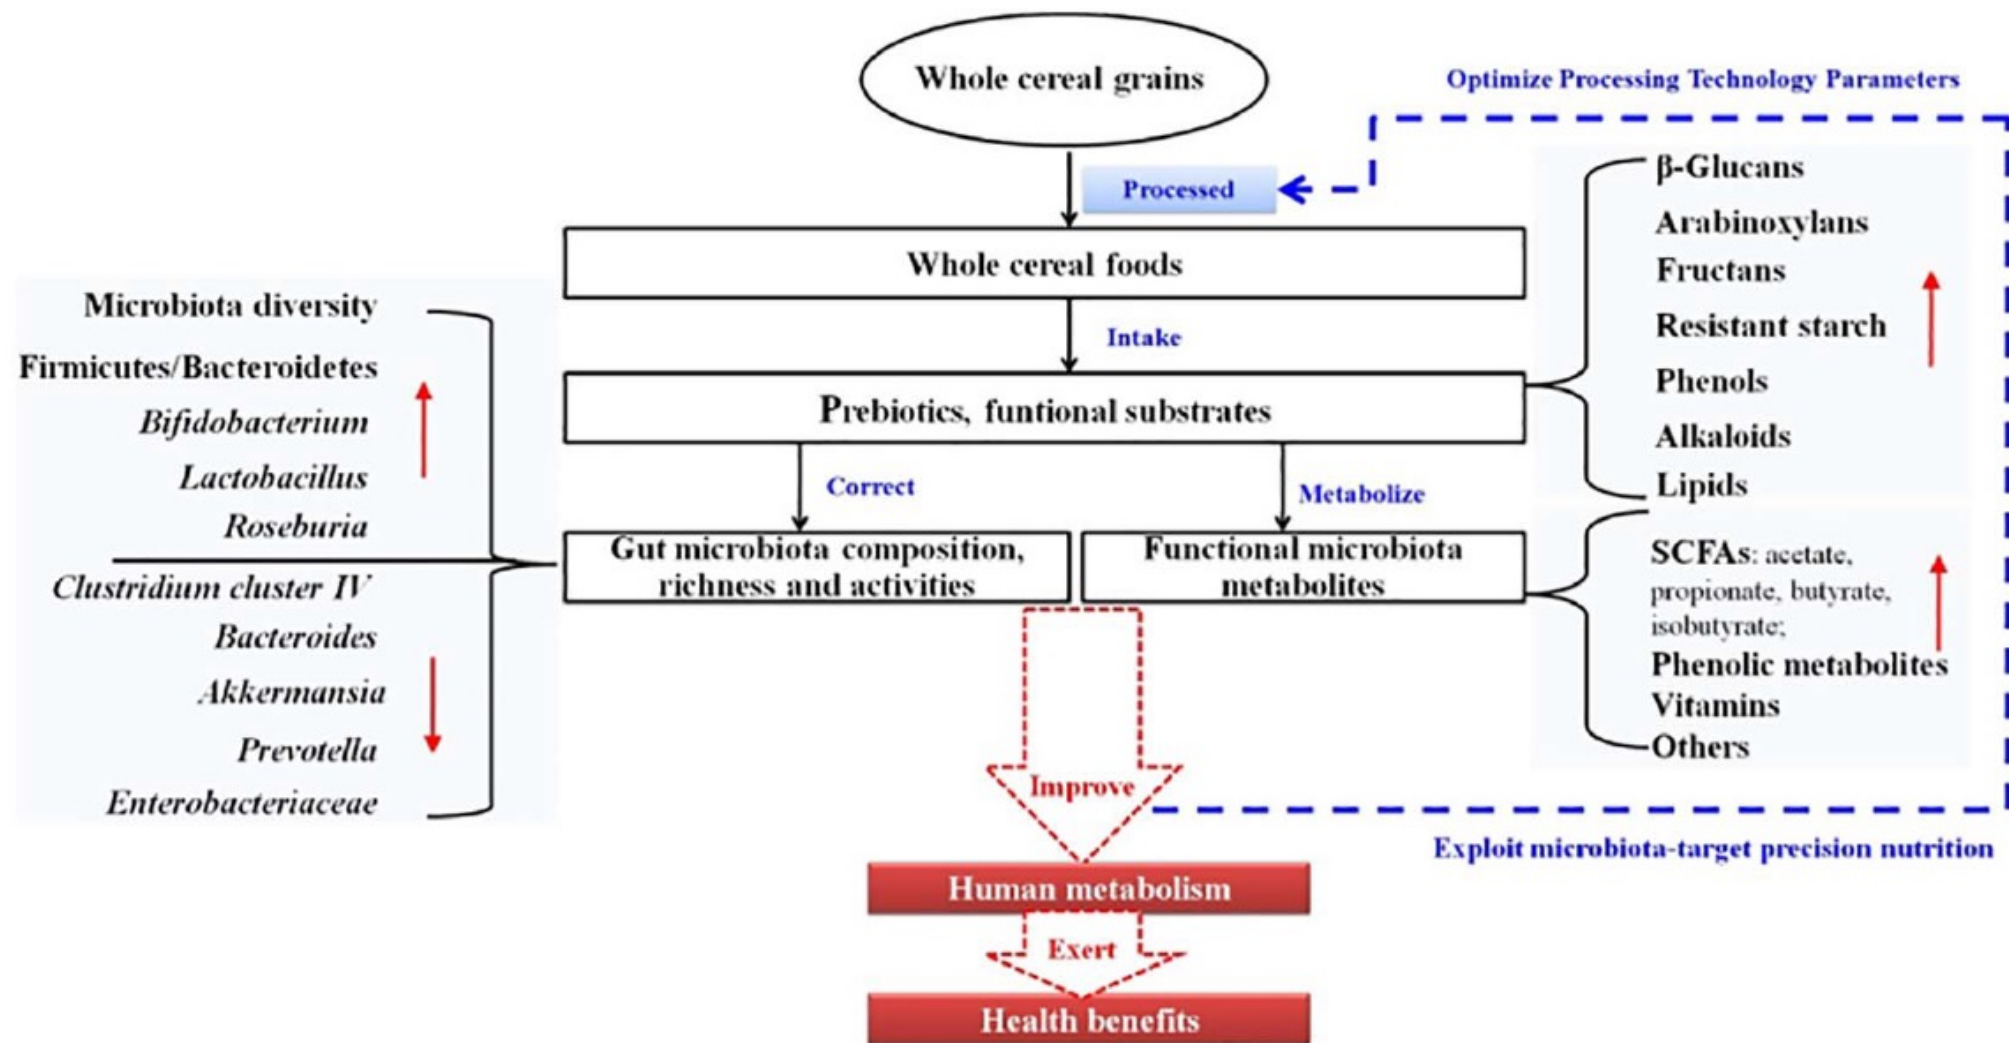 Whole cereal grains
Optimize Processing Technology Parameters
Processed
Whole cereal foods
Intake
Prebiotics, funtional substrates
Correct
Metabolize
Gut microbiota composition,
richness and activities
Functional microbiota
metabolites
Microbiota diversity
Firmicutes/Bacteroidetes
Bifidobacterium
Lactobacillus
Roseburia
Clustridium cluster IV
Bacteroides
Akkermansia
Prevotella
Enterobacteriaceae
β-Glucans
Arabinoxylans
Fructans
Resistant starch
Phenols
Alkaloids
Lipids
SCFAs: acetate,
propionate, butyrate,
isobutyrate;
Phenolic metabolites
Vitamins
Others
Improve
Exploit microbiota-target precision nutrition
Human metabolism
Exert
Health benefits